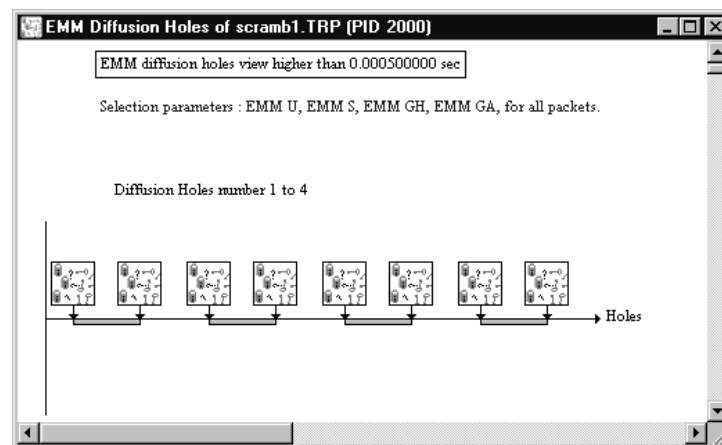 EMM Diffusion Holes of scramb1.TRP (PID 2000)
EMM diffusion holes view higher than 0.000500000 sec
Selection parameters : EMM U, EMM S, EMM GH, EMM GA, for all packets.
Diffusion Holes number 1 to 4
Holes